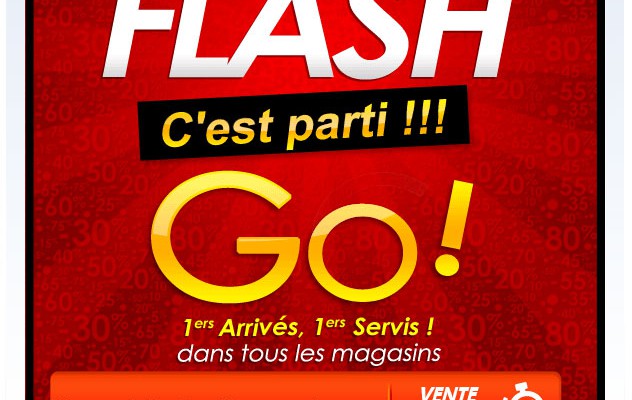 FLASH
C'est parti !!!
Go!
1ers Arrivés, 1ers Servis !
dans tous les magasins
VENTE